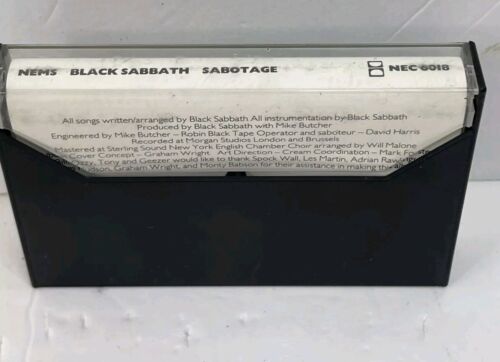 NEMS BLACK SABBATH SABOTAGE NEC 6018
All songs written/arranged by Black Sabbath. All instrumentation by Black Sabbath
Produced by Black Sabbath with Mike Butcher
Engineered by Mike Butcher – Robin Black Tape Operator and saboteur – David Harris
Recorded at Morgan Studios London and Brussels
Mastered at Sterling Sound New York English Chamber Choir arranged by Will Malone
Cover Concept – Graham Wright. Art Direction – Cream Coordination – Mark
Ozzy, Tony and Geezer would like to thank Spock Wall, Les Martin, Adrian
Graham Wright, and Monty Babson for their assistance in making